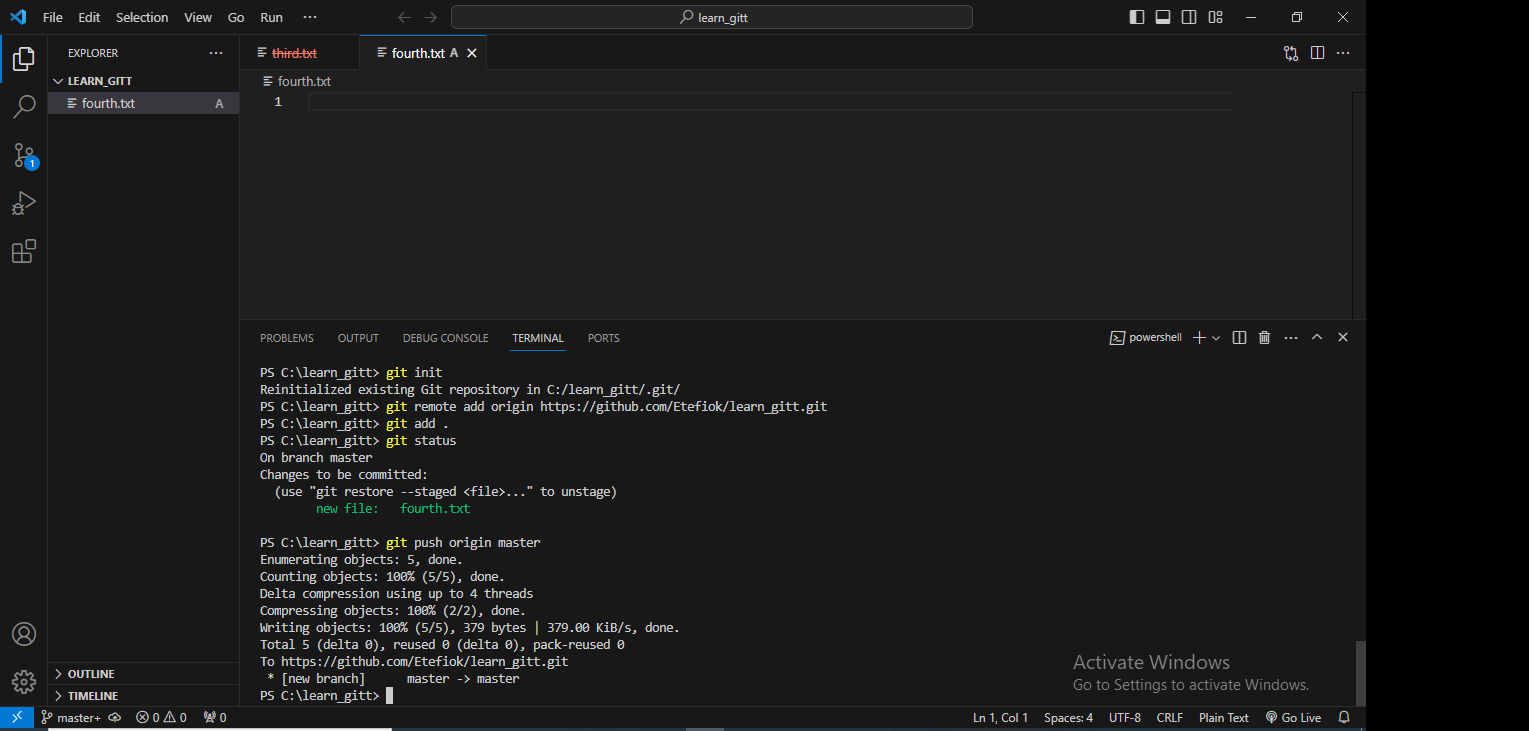 File Edit Selection View Go Run ··· learn_gitt
EXPLORER ···
LEARN_GITT
fourth.txt A
1
OUTLINE
TIMELINE
third.txt fourth.txt A
fourth.txt
1
PROBLEMS OUTPUT DEBUG CONSOLE TERMINAL PORTS powershell
PS C:\learn_gitt> git init
Reinitialized existing Git repository in C:/learn_gitt/.git/
PS C:\learn_gitt> git remote add origin https://github.com/Etefiok/learn_gitt.git
PS C:\learn_gitt> git add .
PS C:\learn_gitt> git status
On branch master
Changes to be committed:
  (use "git restore --staged <file>..." to unstage)
        new file:   fourth.txt
PS C:\learn_gitt> git push origin master
Enumerating objects: 5, done.
Counting objects: 100% (5/5), done.
Delta compression using up to 4 threads
Compressing objects: 100% (2/2), done.
Writing objects: 100% (5/5), 379 bytes | 379.00 KiB/s, done.
Total 5 (delta 0), reused 0 (delta 0), pack-reused 0
To https://github.com/Etefiok/learn_gitt.git
 * [new branch]      master -> master
PS C:\learn_gitt>
Activate Windows
Go to Settings to activate Windows.
master+ 0 0 0 Ln 1, Col 1 Spaces: 4 UTF-8 CRLF Plain Text Go Live